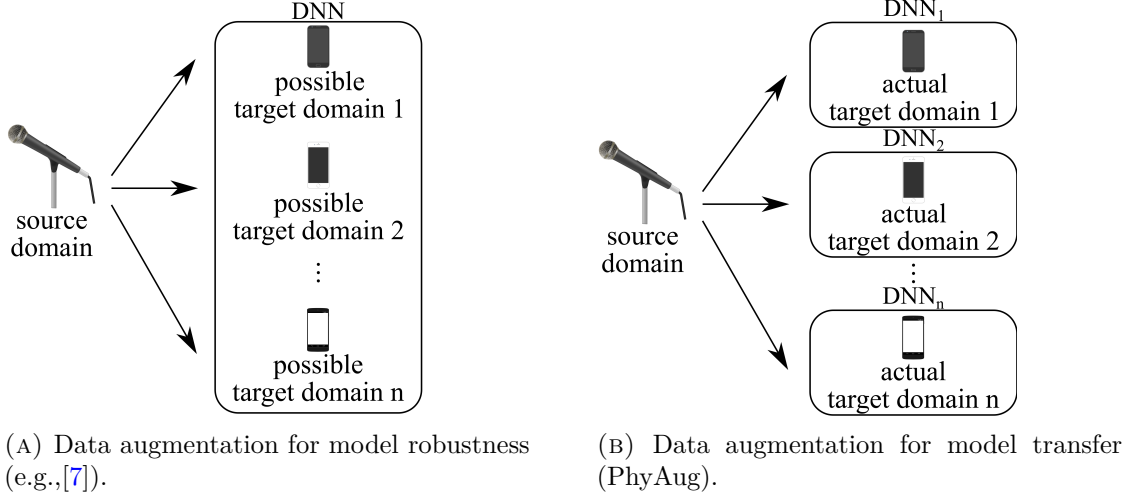 DNN
possible
target domain 1
possible
target domain 2
⋮
possible
target domain n
source
domain
(A) Data augmentation for model robustness
(e.g.,[7]).
DNN₁
actual
target domain 1
DNN₂
actual
target domain 2
⋮
DNNₙ
actual
target domain n
source
domain
(B) Data augmentation for model transfer
(PhyAug).